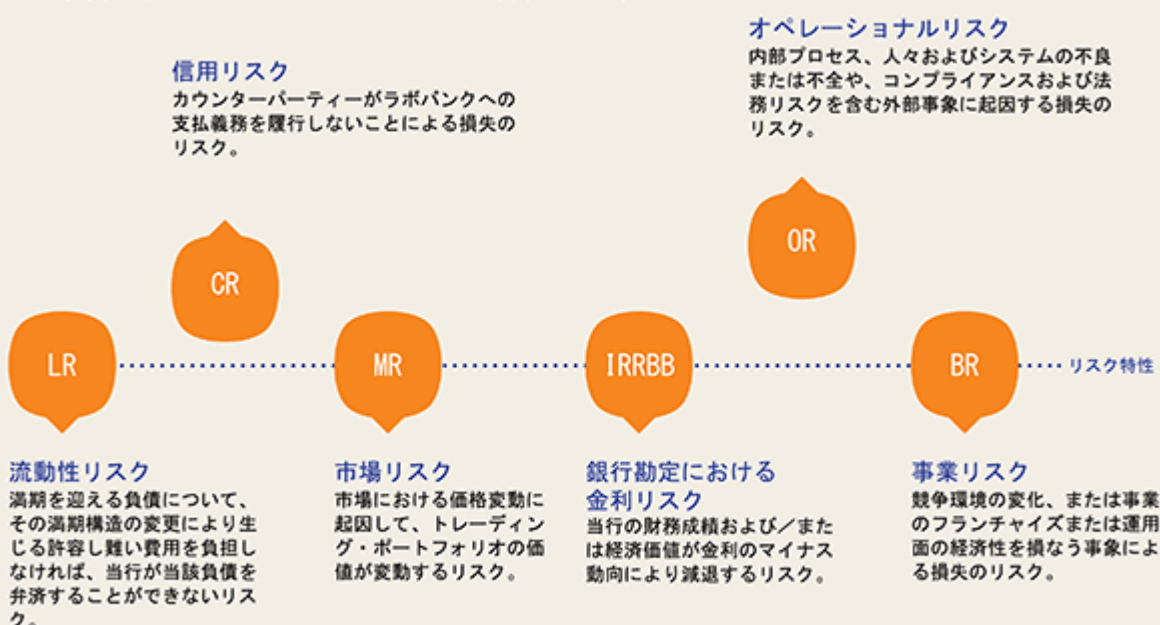 オペレーショナルリスク
内部プロセス、人々およびシステムの不良
または不全や、コンプライアンスおよび法
務リスクを含む外部事象に起因する損失の
リスク。
信用リスク
カウンターパーティーがラボバンクへの
支払義務を履行しないことによる損失の
リスク。
OR
CR
LR
MR
IRRBB
BR
リスク特性
流動性リスク
満期を迎える負債について、
その満期構造の変更により生
じる許容し難い費用を負担し
なければ、当行が当該負債を
弁済することができないリス
ク。
市場リスク
市場における価格変動に
起因して、トレーディン
グ・ポートフォリオの価
値が変動するリスク。
銀行勘定における
金利リスク
当行の財務成績および／また
は経済価値が金利のマイナス
動向により減退するリスク。
事業リスク
競争環境の変化、または事業
のフランチャイズまたは運用
面の経済性を損なう事象によ
る損失のリスク。